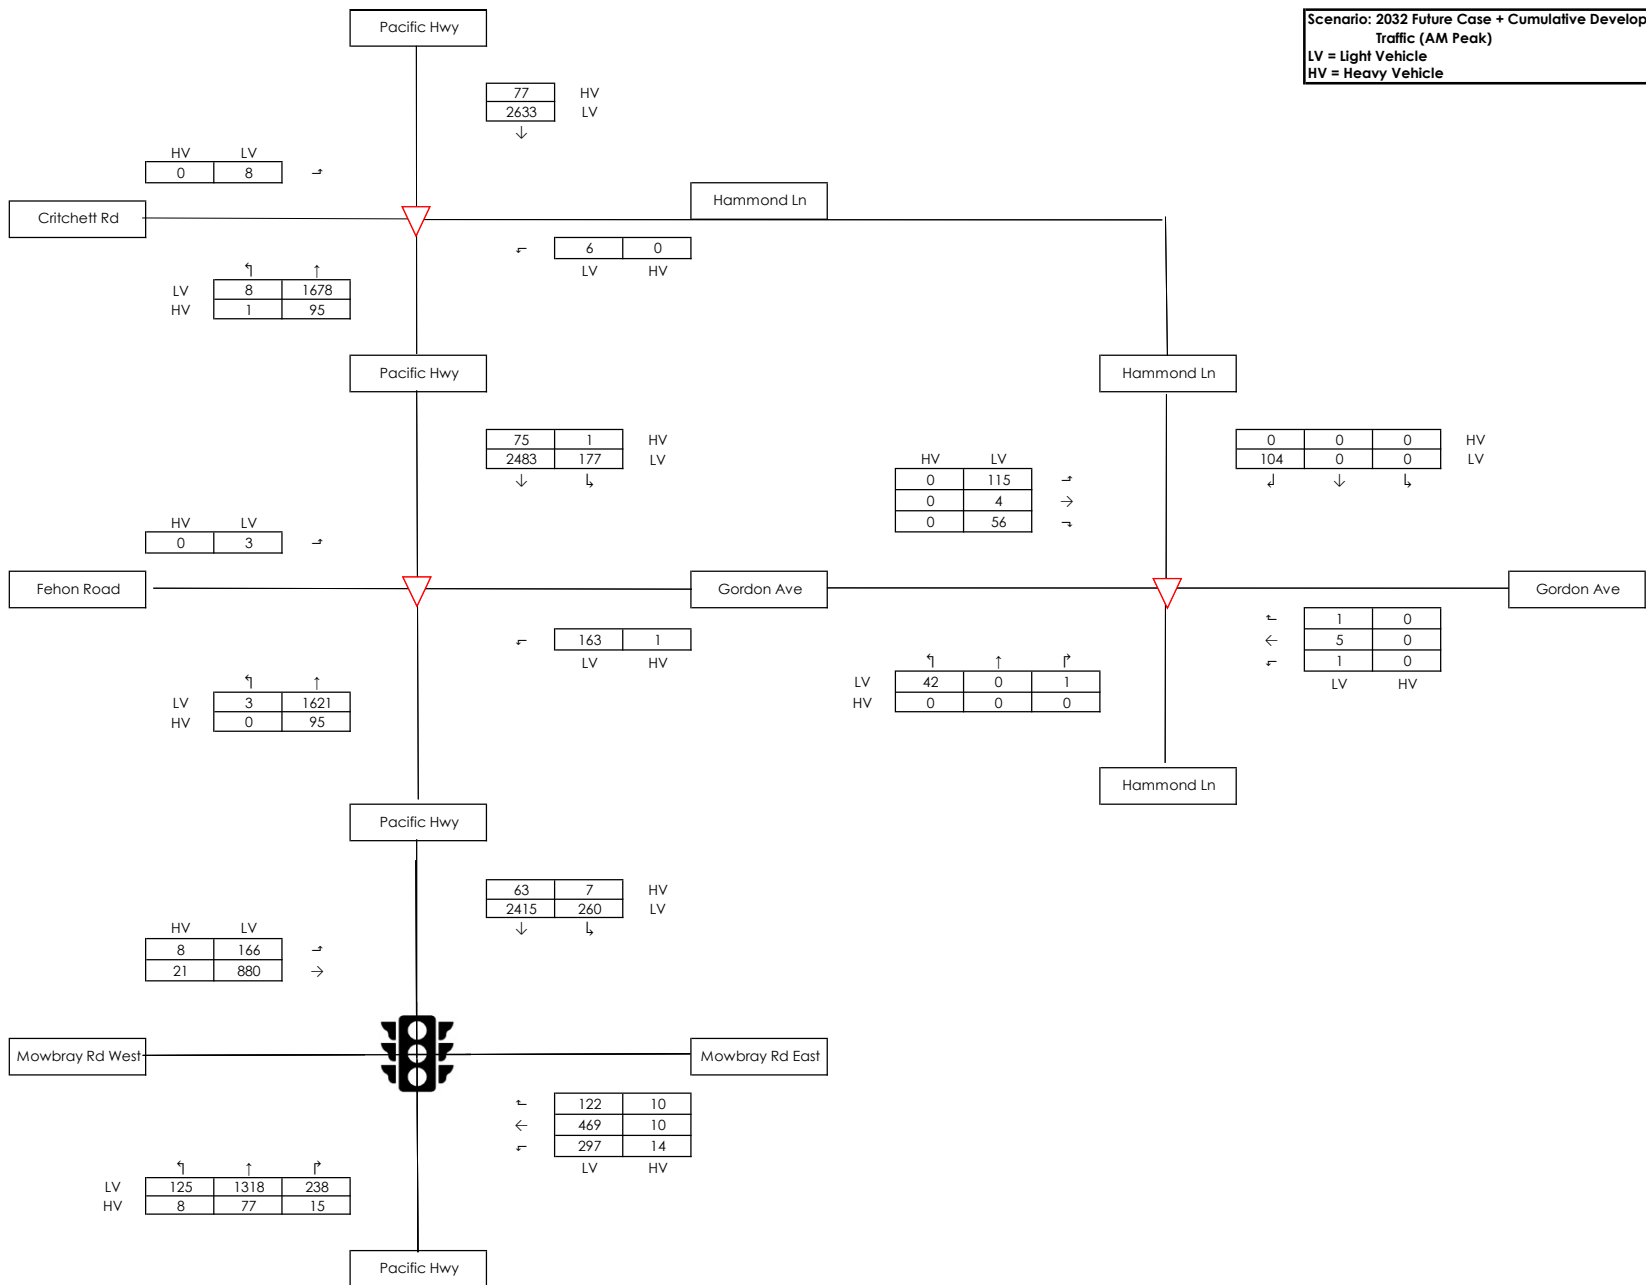 Pacific Hwy
Scenario: 2032 Future Case + Cumulative Develop
Traffic (AM Peak)
LV = Light Vehicle
HV = Heavy Vehicle
77 HV
2633 LV
↓
HV LV
0 8
Critchett Rd
Hammond Ln
6 0
LV HV
↰ ↑
LV 8 1678
HV 1 95
Pacific Hwy
Hammond Ln
75 1 HV
2483 177 LV
↓ ↳
HV LV
0 115
0 4 →
0 56
0 0 0 HV
104 0 0 LV
↲ ↓ ↳
HV LV
0 3
Fehon Road
Gordon Ave
Gordon Ave
163 1
LV HV
1 0
← 5 0
1 0
LV HV
↰ ↑
LV 3 1621
HV 0 95
↰ ↑ ↱
LV 42 0 1
HV 0 0 0
Hammond Ln
Pacific Hwy
63 7 HV
2415 260 LV
↓ ↳
HV LV
8 166
21 880 →
Mowbray Rd West
Mowbray Rd East
122 10
← 469 10
297 14
LV HV
↰ ↑ ↱
LV 125 1318 238
HV 8 77 15
Pacific Hwy